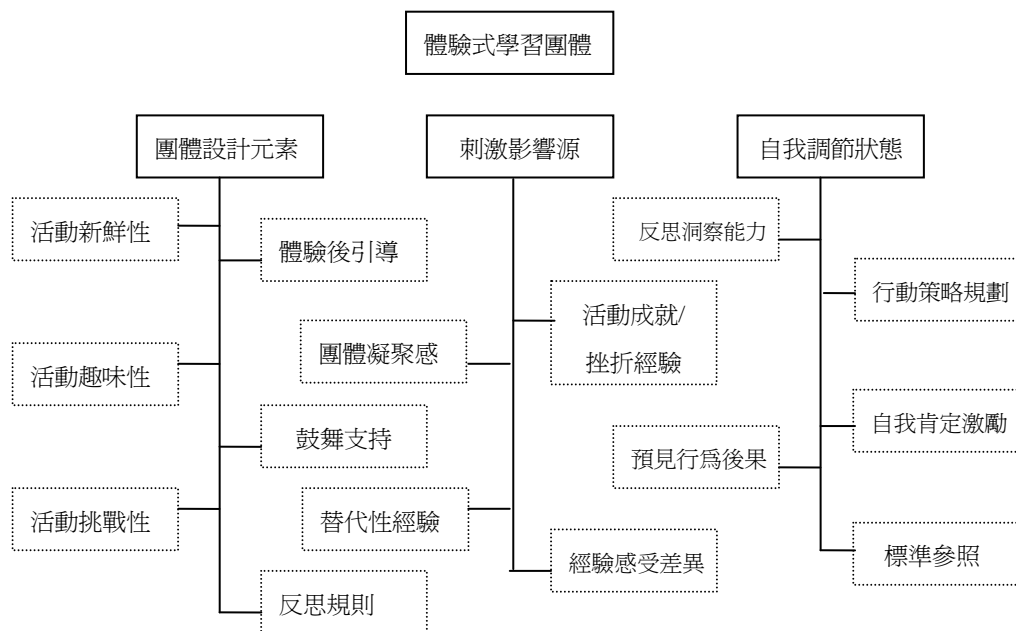 體驗式學習團體
團體設計元素
活動新鮮性
體驗後引導
活動趣味性
鼓舞支持
活動挑戰性
反思規則
刺激影響源
活動成就/
挫折經驗
團體凝聚感
替代性經驗
經驗感受差異
自我調節狀態
反思洞察能力
行動策略規劃
自我肯定激勵
預見行為後果
標準參照